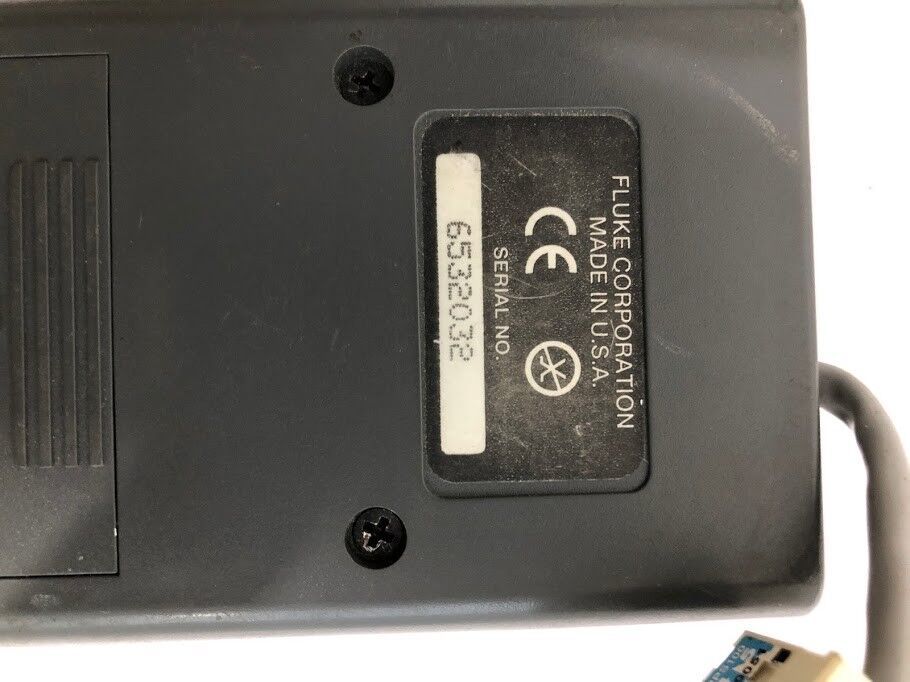 FLUKE CORPORATION
MADE IN U.S.A.
CE
SERIAL NO.
6532032